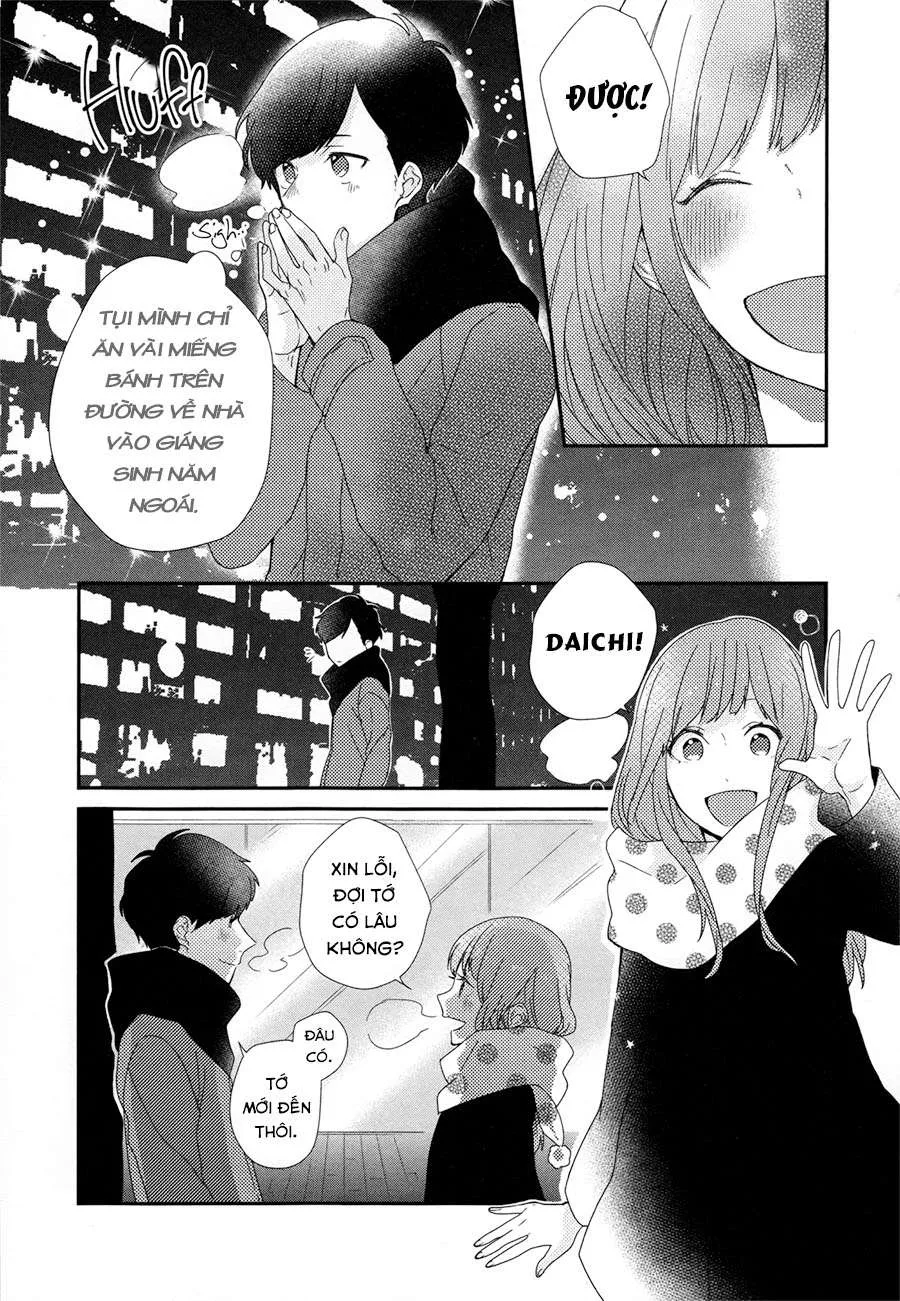 ĐƯỢC!
Huff
Sigh
TỤI MÌNH CHỈ
ĂN VÀI MIẾNG
BÁNH TRÊN
ĐƯỜNG VỀ NHÀ
VÀO GIÁNG
SINH NĂM
NGOÁI.
DAICHI!
XIN LỖI,
ĐỢI TỚ
CÓ LÂU
KHÔNG?
ĐÂU
CÓ.
TỚ
MỚI ĐẾN
THÔI.